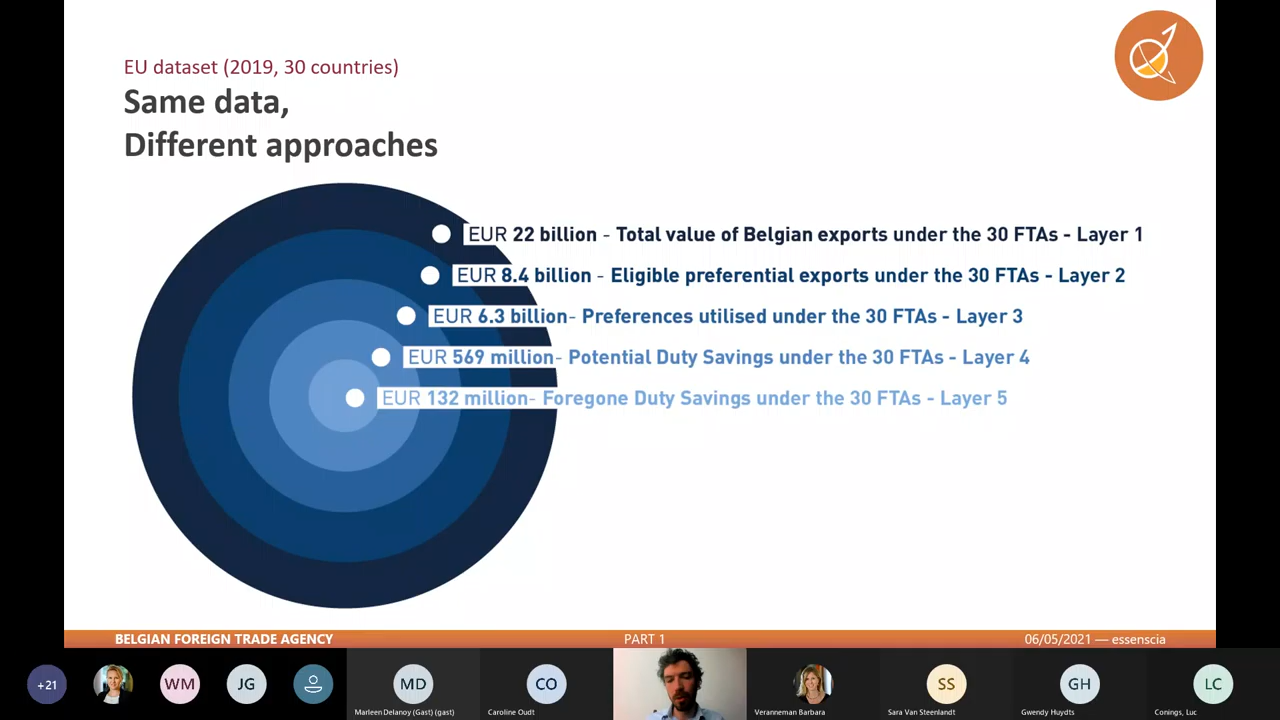 EU dataset (2019, 30 countries)
Same data,
Different approaches
EUR 22 billion - Total value of Belgian exports under the 30 FTAs - Layer 1
EUR 8.4 billion - Eligible preferential exports under the 30 FTAs - Layer 2
EUR 6.3 billion- Preferences utilised under the 30 FTAs - Layer 3
EUR 569 million- Potential Duty Savings under the 30 FTAs - Layer 4
EUR 132 million- Foregone Duty Savings under the 30 FTAs - Layer 5
BELGIAN FOREIGN TRADE AGENCY PART 1 06/05/2021 — essenscia
+21 WM JG MD CO SS GH LC
Marleen Delanoy (Gast) (gast) Caroline Oudt Veranneman Barbara Sara Van Steenlandt Gwendy Huydts Conings, Luc